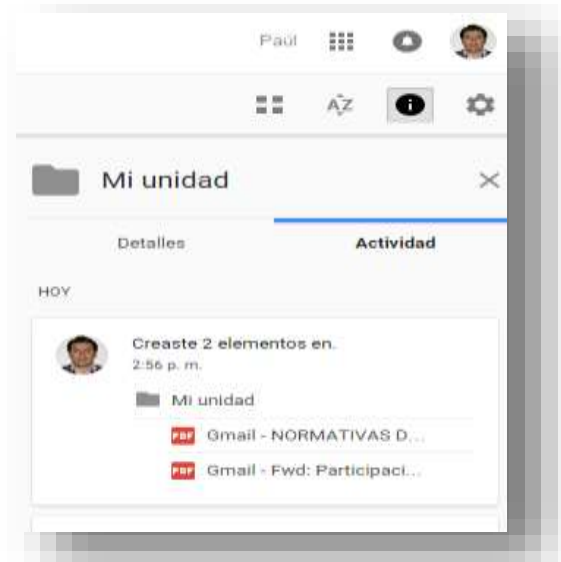 Paúl
AZ
Mi unidad
Detalles
Actividad
HOY
Creaste 2 elementos en.
2:56 p. m.
Mi unidad
PDF Gmail - NORMATIVAS D...
PDF Gmail - Fwd: Participaci...